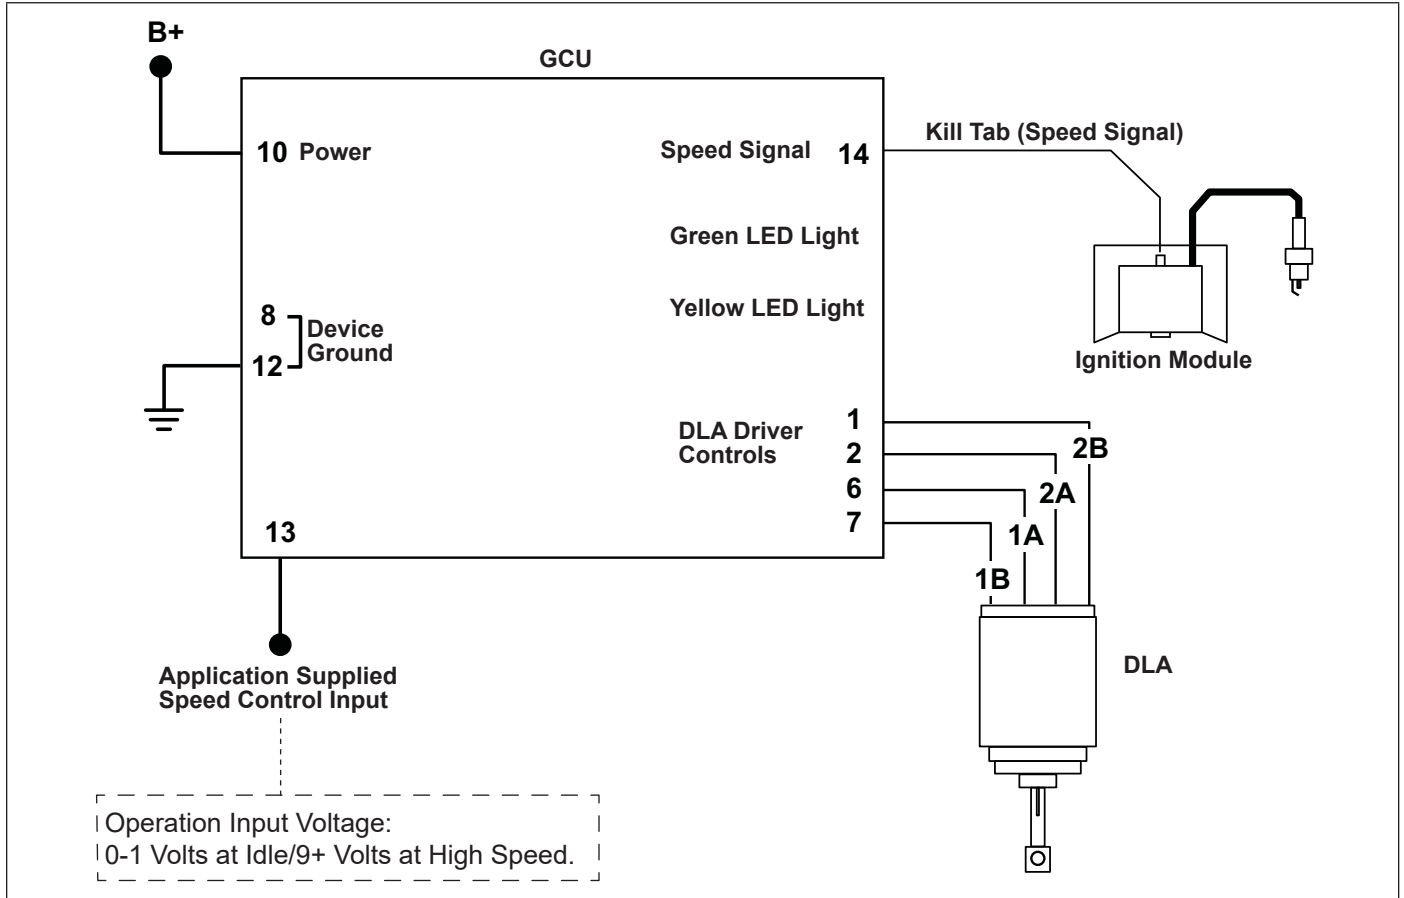 B+
GCU
10 Power
Speed Signal 14
Kill Tab (Speed Signal)
Green LED Light
Yellow LED Light
8
Device
Ground
12
Ignition Module
DLA Driver
Controls
1
2
6
7
2B
2A
1A
1B
13
DLA
Application Supplied
Speed Control Input
Operation Input Voltage:
0-1 Volts at Idle/9+ Volts at High Speed.